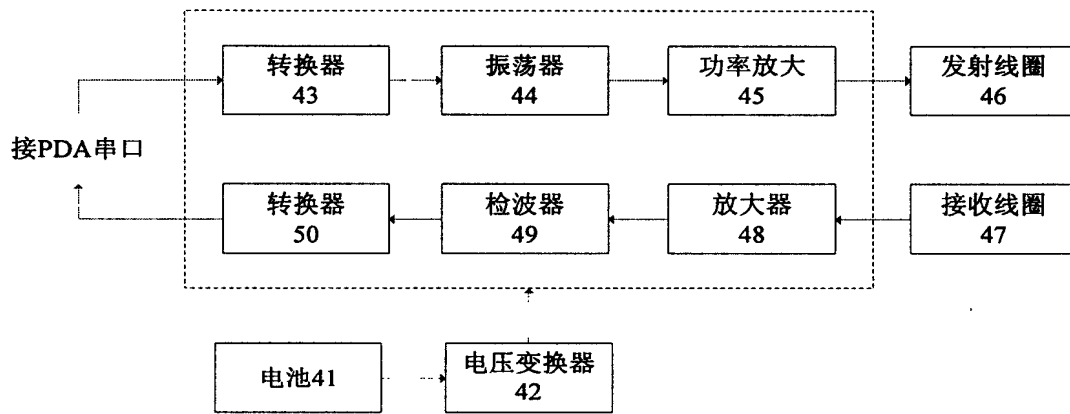 转换器
43
振荡器
44
功率放大
45
发射线圈
46
接PDA串口
转换器
50
检波器
49
放大器
48
接收线圈
47
电池41
电压变换器
42